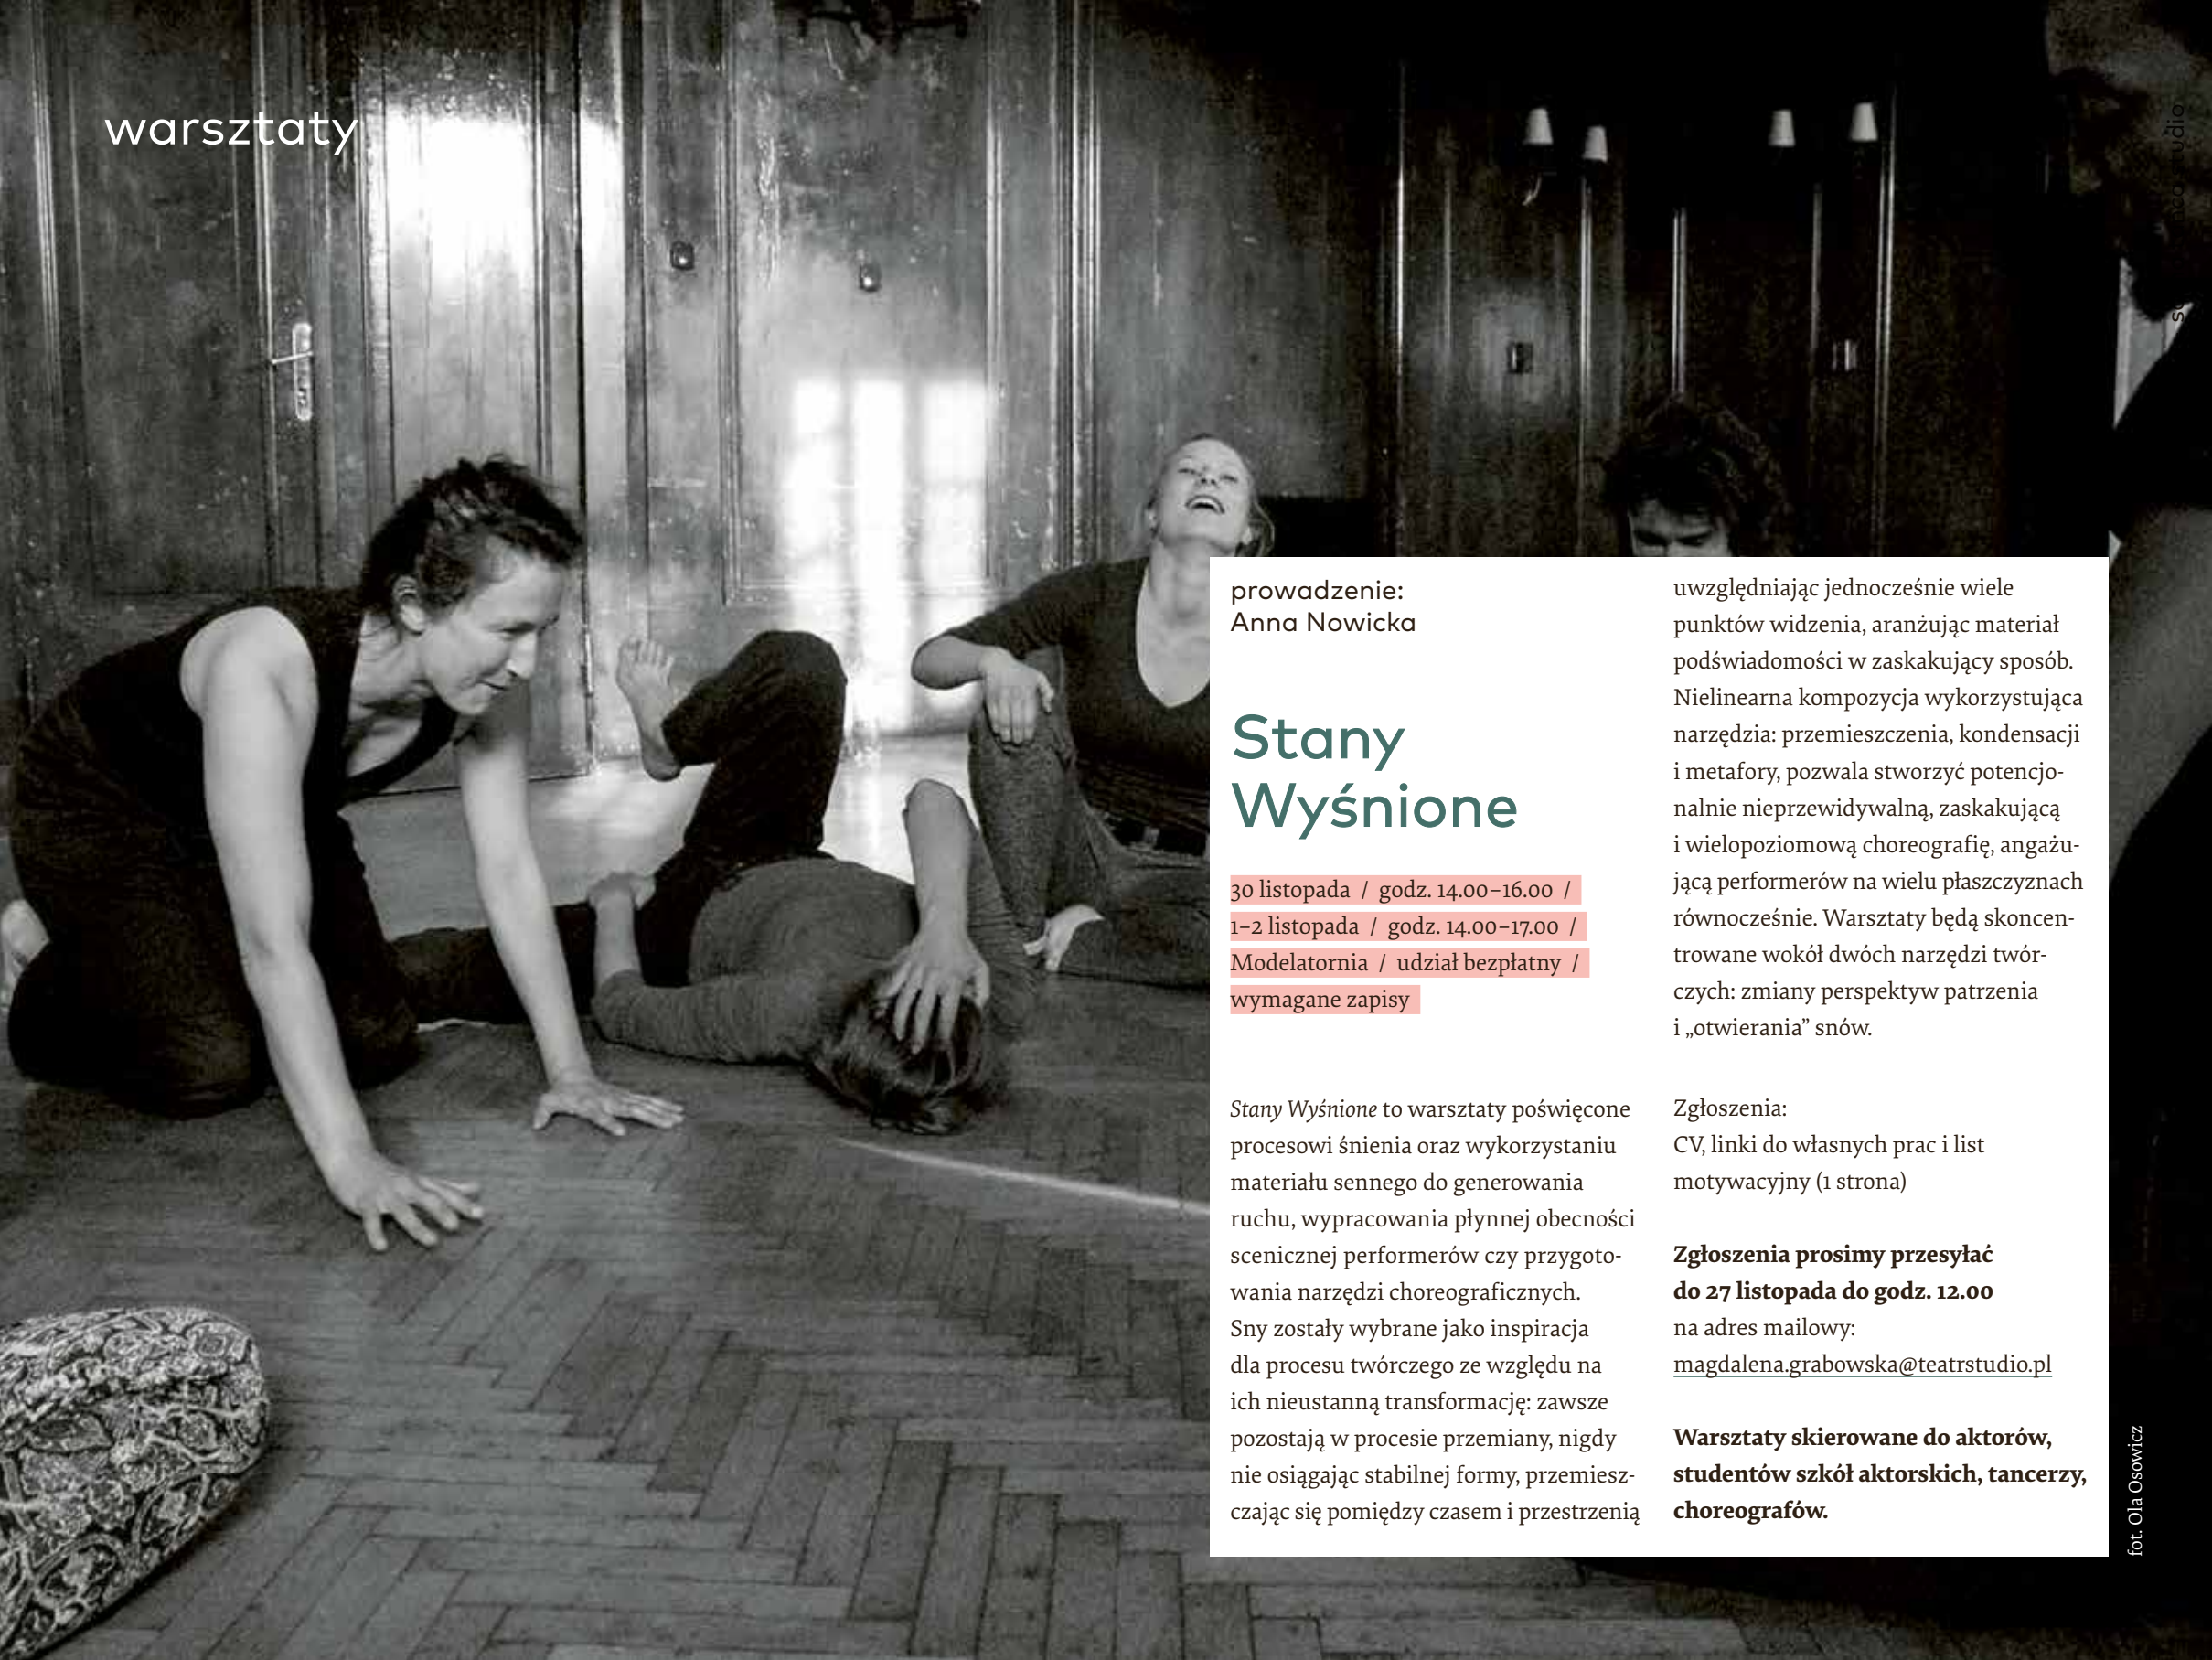 warsztaty
prowadzenie:
Anna Nowicka
Stany
Wyśnione
30 listopada / godz. 14.00–16.00 /
1–2 listopada / godz. 14.00–17.00 /
Modelatornia / udział bezpłatny /
wymagane zapisy
Stany Wyśnione to warsztaty poświęcone
procesowi śnienia oraz wykorzystaniu
materiału sennego do generowania
ruchu, wypracowania płynnej obecności
scenicznej performerów czy przygoto-
wania narzędzi choreograficznych.
Sny zostały wybrane jako inspiracja
dla procesu twórczego ze względu na
ich nieustanną transformację: zawsze
pozostają w procesie przemiany, nigdy
nie osiągając stabilnej formy, przemiesz-
czając się pomiędzy czasem i przestrzenią
uwzględniając jednocześnie wiele
punktów widzenia, aranżując materiał
podświadomości w zaskakujący sposób.
Nielinearna kompozycja wykorzystująca
narzędzia: przemieszczenia, kondensacji
i metafory, pozwala stworzyć potencjo-
nalnie nieprzewidywalną, zaskakującą
i wielopoziomową choreografię, angażu-
jącą performerów na wielu płaszczyznach
równocześnie. Warsztaty będą skoncen-
trowane wokół dwóch narzędzi twór-
czych: zmiany perspektyw patrzenia
i „otwierania” snów.
Zgłoszenia:
CV, linki do własnych prac i list
motywacyjny (1 strona)
Zgłoszenia prosimy przesyłać
do 27 listopada do godz. 12.00
na adres mailowy:
magdalena.grabowska@teatrstudio.pl
Warsztaty skierowane do aktorów,
studentów szkół aktorskich, tancerzy,
choreografów.
fot. Ola Osowicz